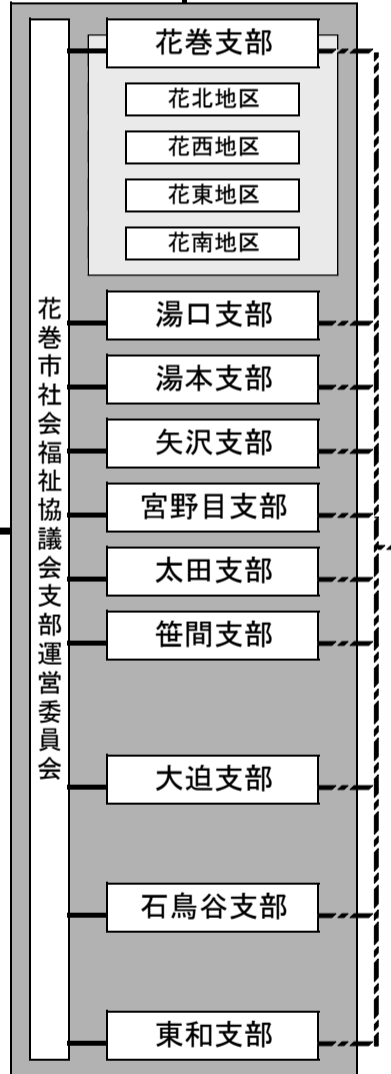 花巻市社会福祉協議会支部運営委員会
花巻支部
花北地区
花西地区
花東地区
花南地区
湯口支部
湯本支部
矢沢支部
宮野目支部
太田支部
笹間支部
大迫支部
石鳥谷支部
東和支部